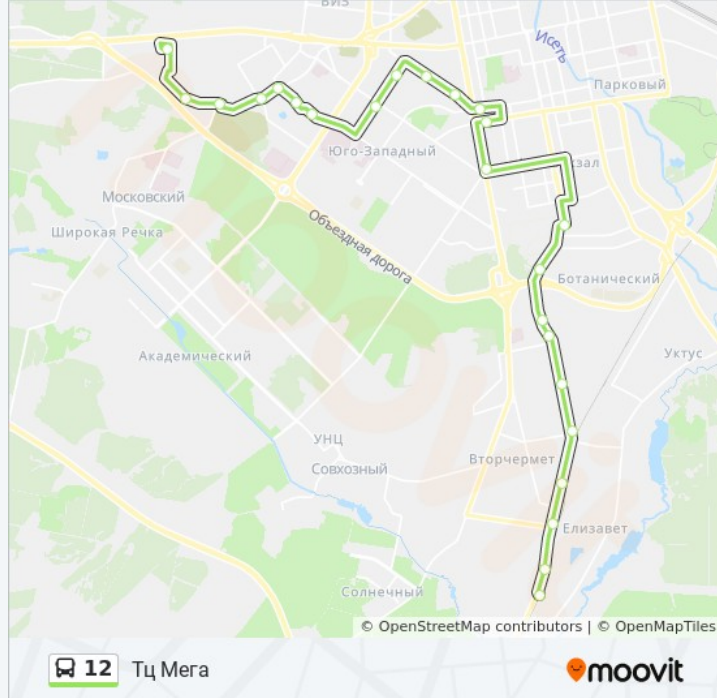 ВИЗ
Исеть
Парковый
Юго-Западный
кзал
Московский
Широкая Речка
Объездная дорога
Ботанический
Академический
Уктус
УНЦ
Совхозный
Вторчермет
Елизавет
Солнечный
© OpenStreetMap contributors | © OpenMapTiles
12 Тц Мега
moovit